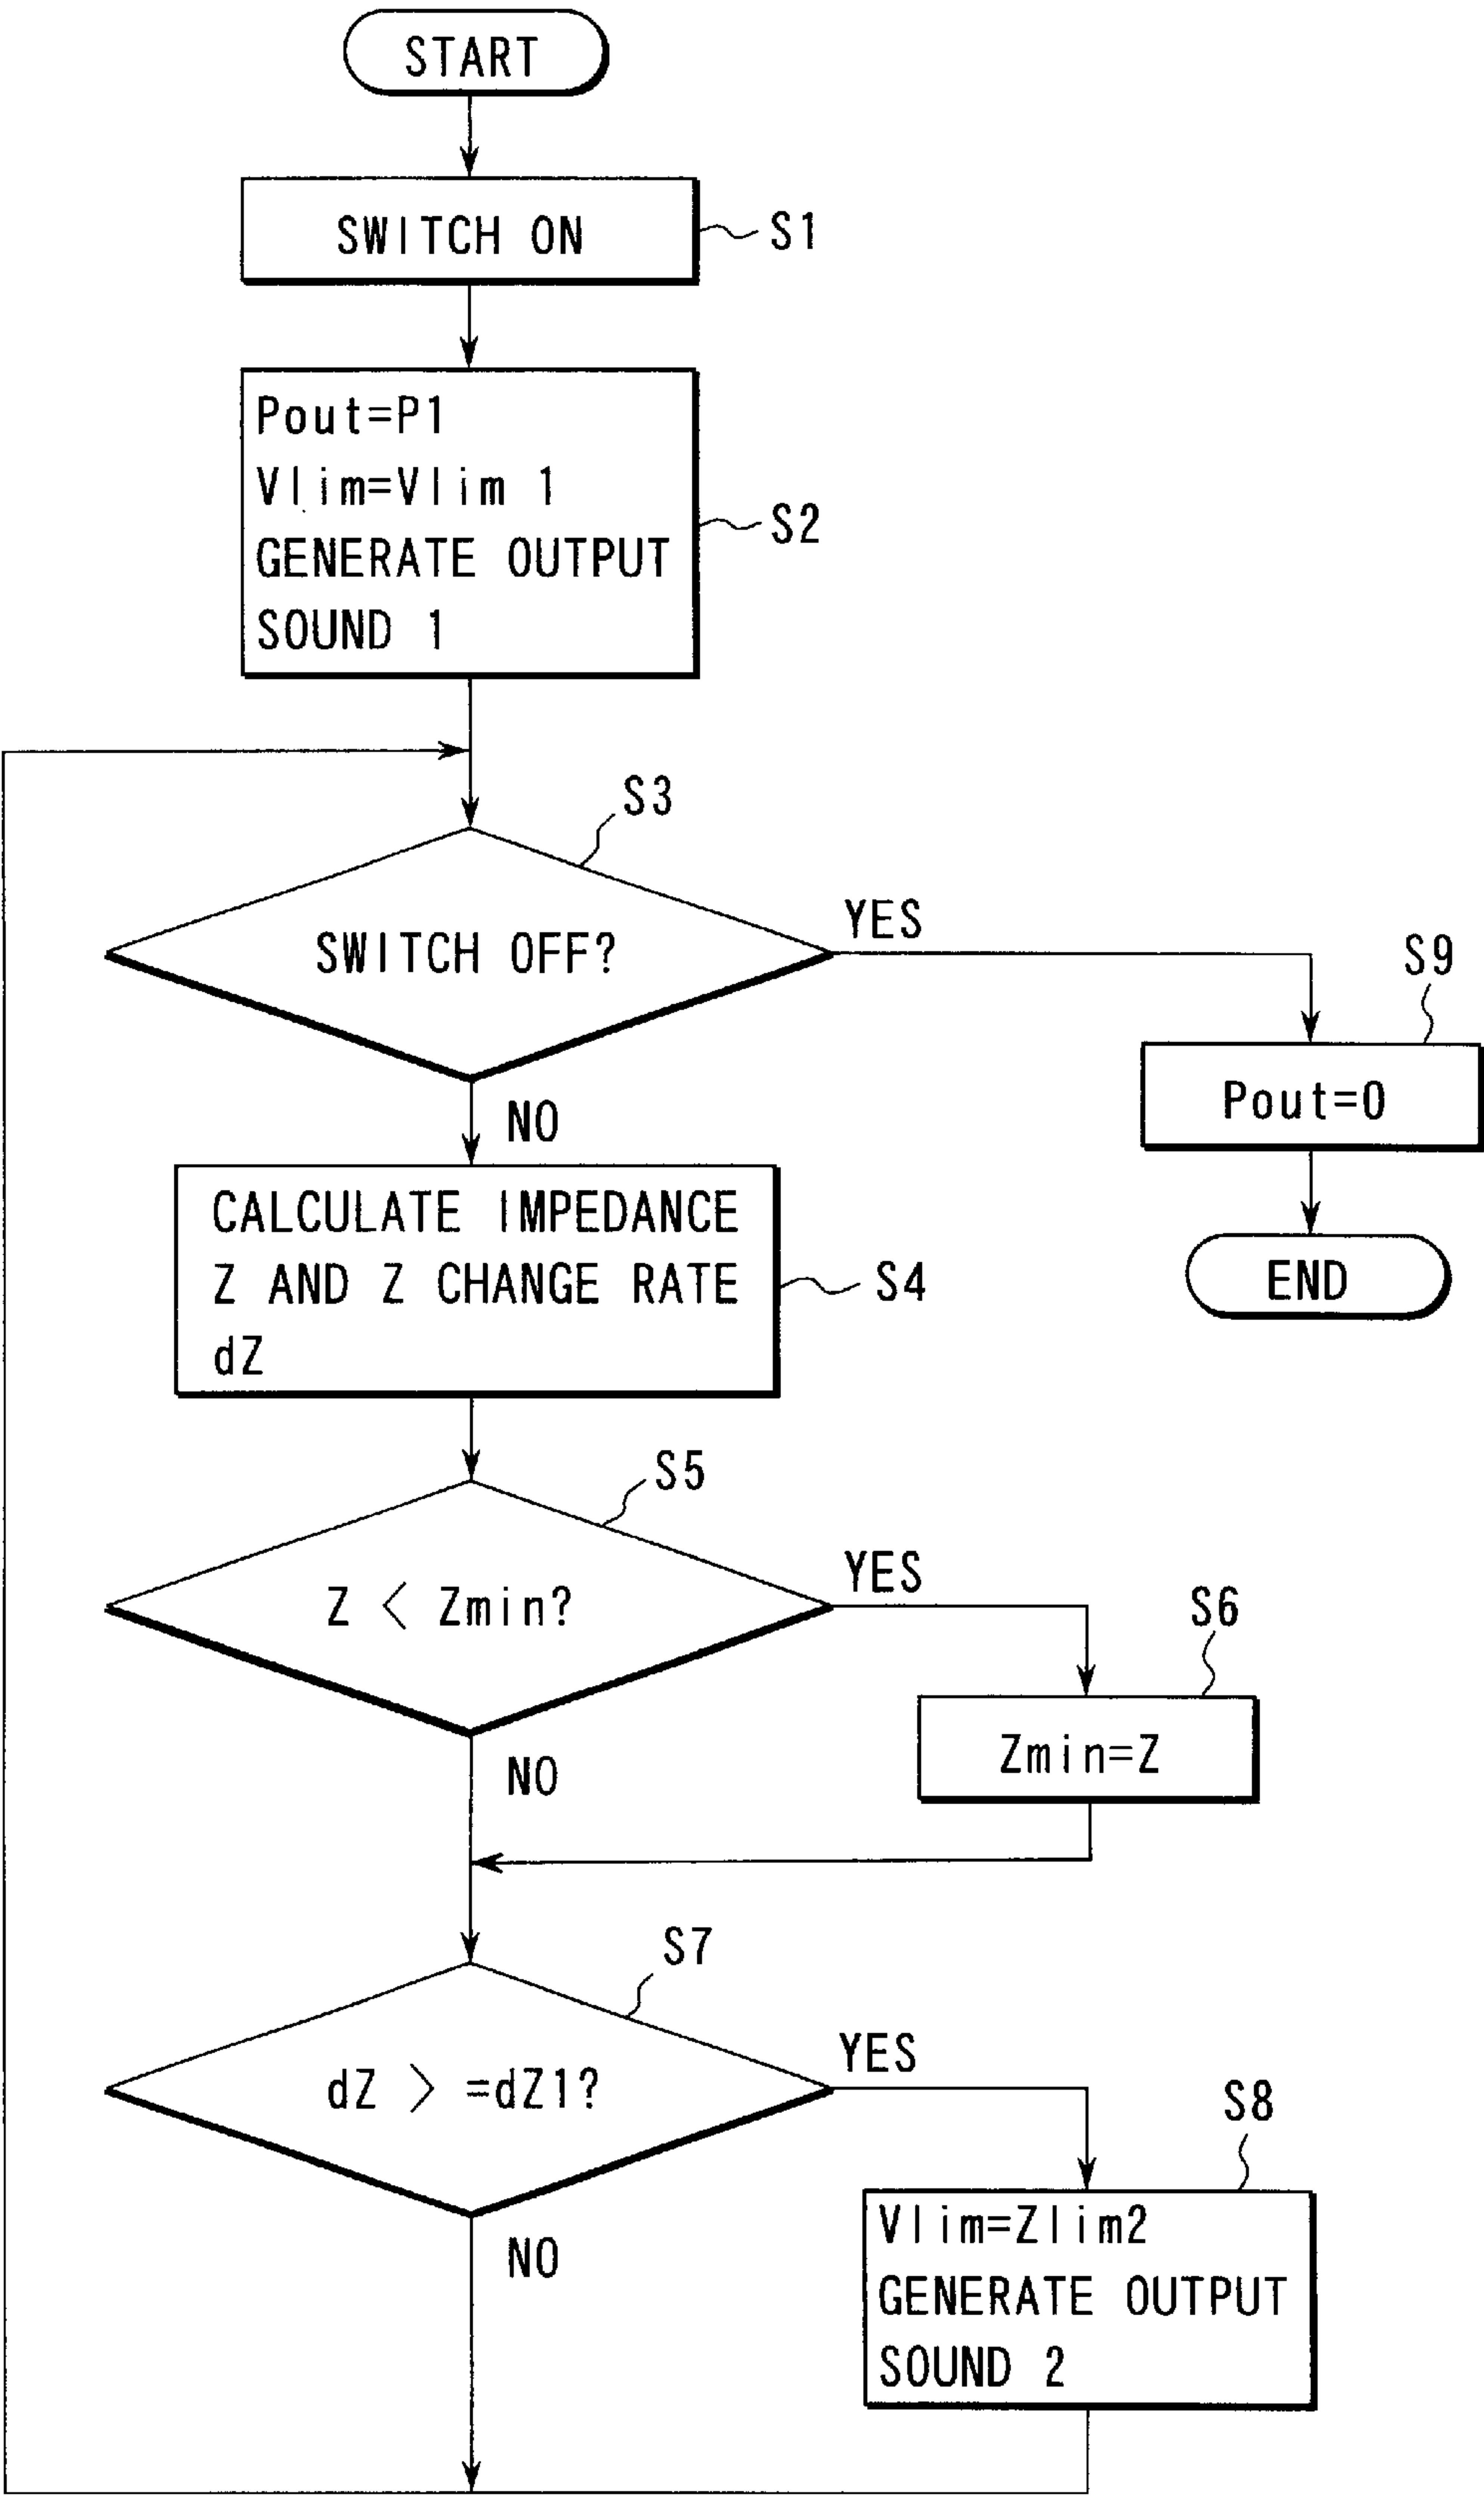 START
SWITCH ON
S1
Pout=P1
Vlim=Vlim 1
GENERATE OUTPUT
SOUND 1
S2
S3
SWITCH OFF?
YES
S9
Pout=0
NO
END
CALCULATE IMPEDANCE
Z AND Z CHANGE RATE
dZ
S4
S5
Z < Zmin?
YES
S6
Zmin=Z
NO
S7
dZ > =dZ1?
YES
S8
Vlim=Zlim2
GENERATE OUTPUT
SOUND 2
NO